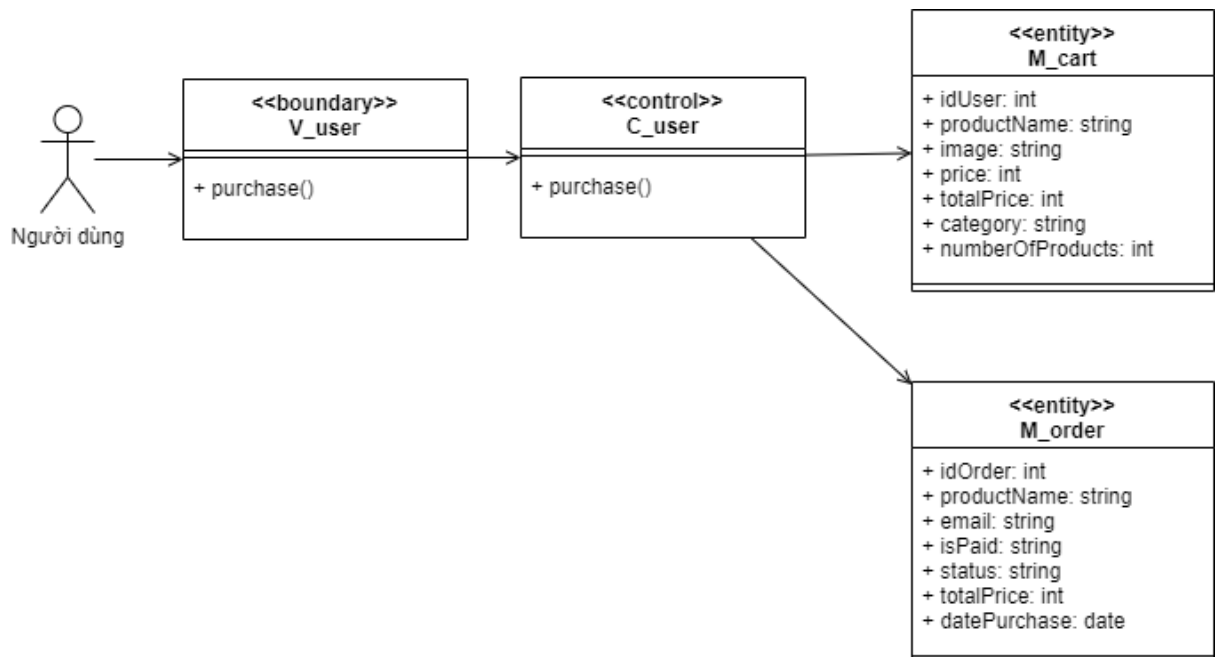 Người dùng
<<boundary>>
V_user
+ purchase()
<<control>>
C_user
+ purchase()
<<entity>>
M_cart
+ idUser: int
+ productName: string
+ image: string
+ price: int
+ totalPrice: int
+ category: string
+ numberOfProducts: int
<<entity>>
M_order
+ idOrder: int
+ productName: string
+ email: string
+ isPaid: string
+ status: string
+ totalPrice: int
+ datePurchase: date